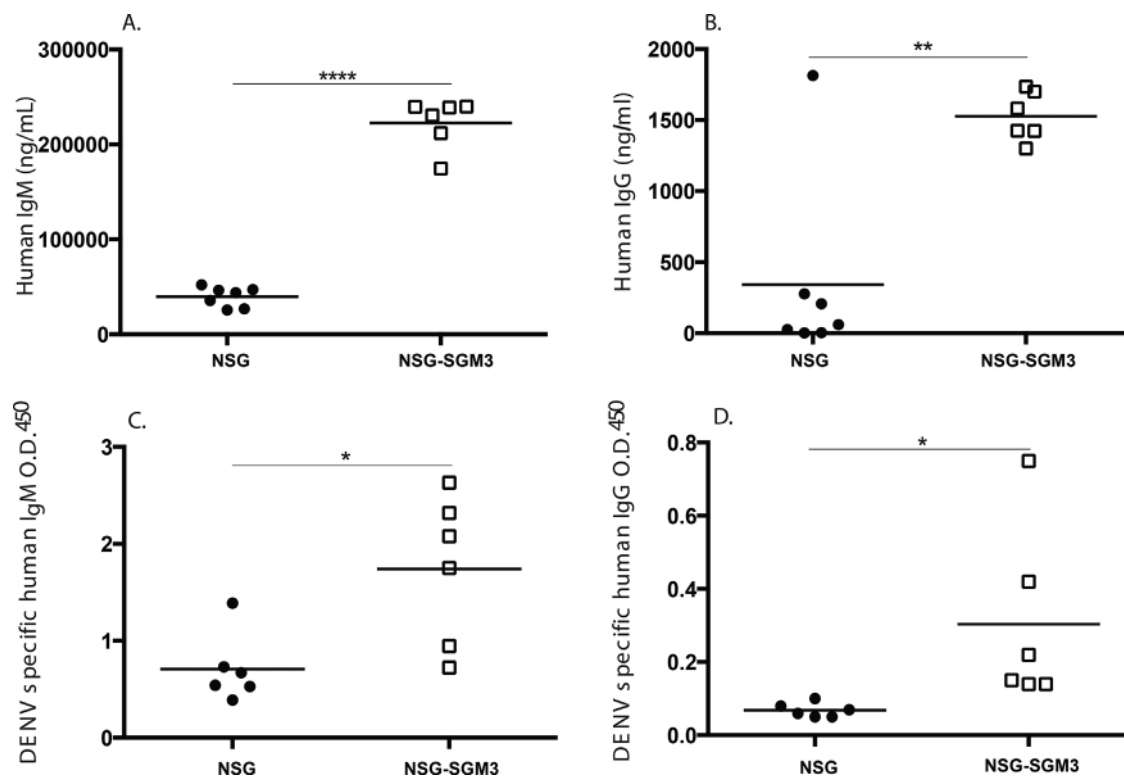 A.
Human IgM (ng/mL)
300000
200000
100000
0
****
NSG
NSG-SGM3
B.
Human IgG (ng/ml)
2000
1500
1000
500
0
**
NSG
NSG-SGM3
C.
DENV specific human IgM O.D.450
3
2
1
0
*
NSG
NSG-SGM3
D.
DENV specific human IgG O.D.450
0.8
0.6
0.4
0.2
0.0
*
NSG
NSG-SGM3